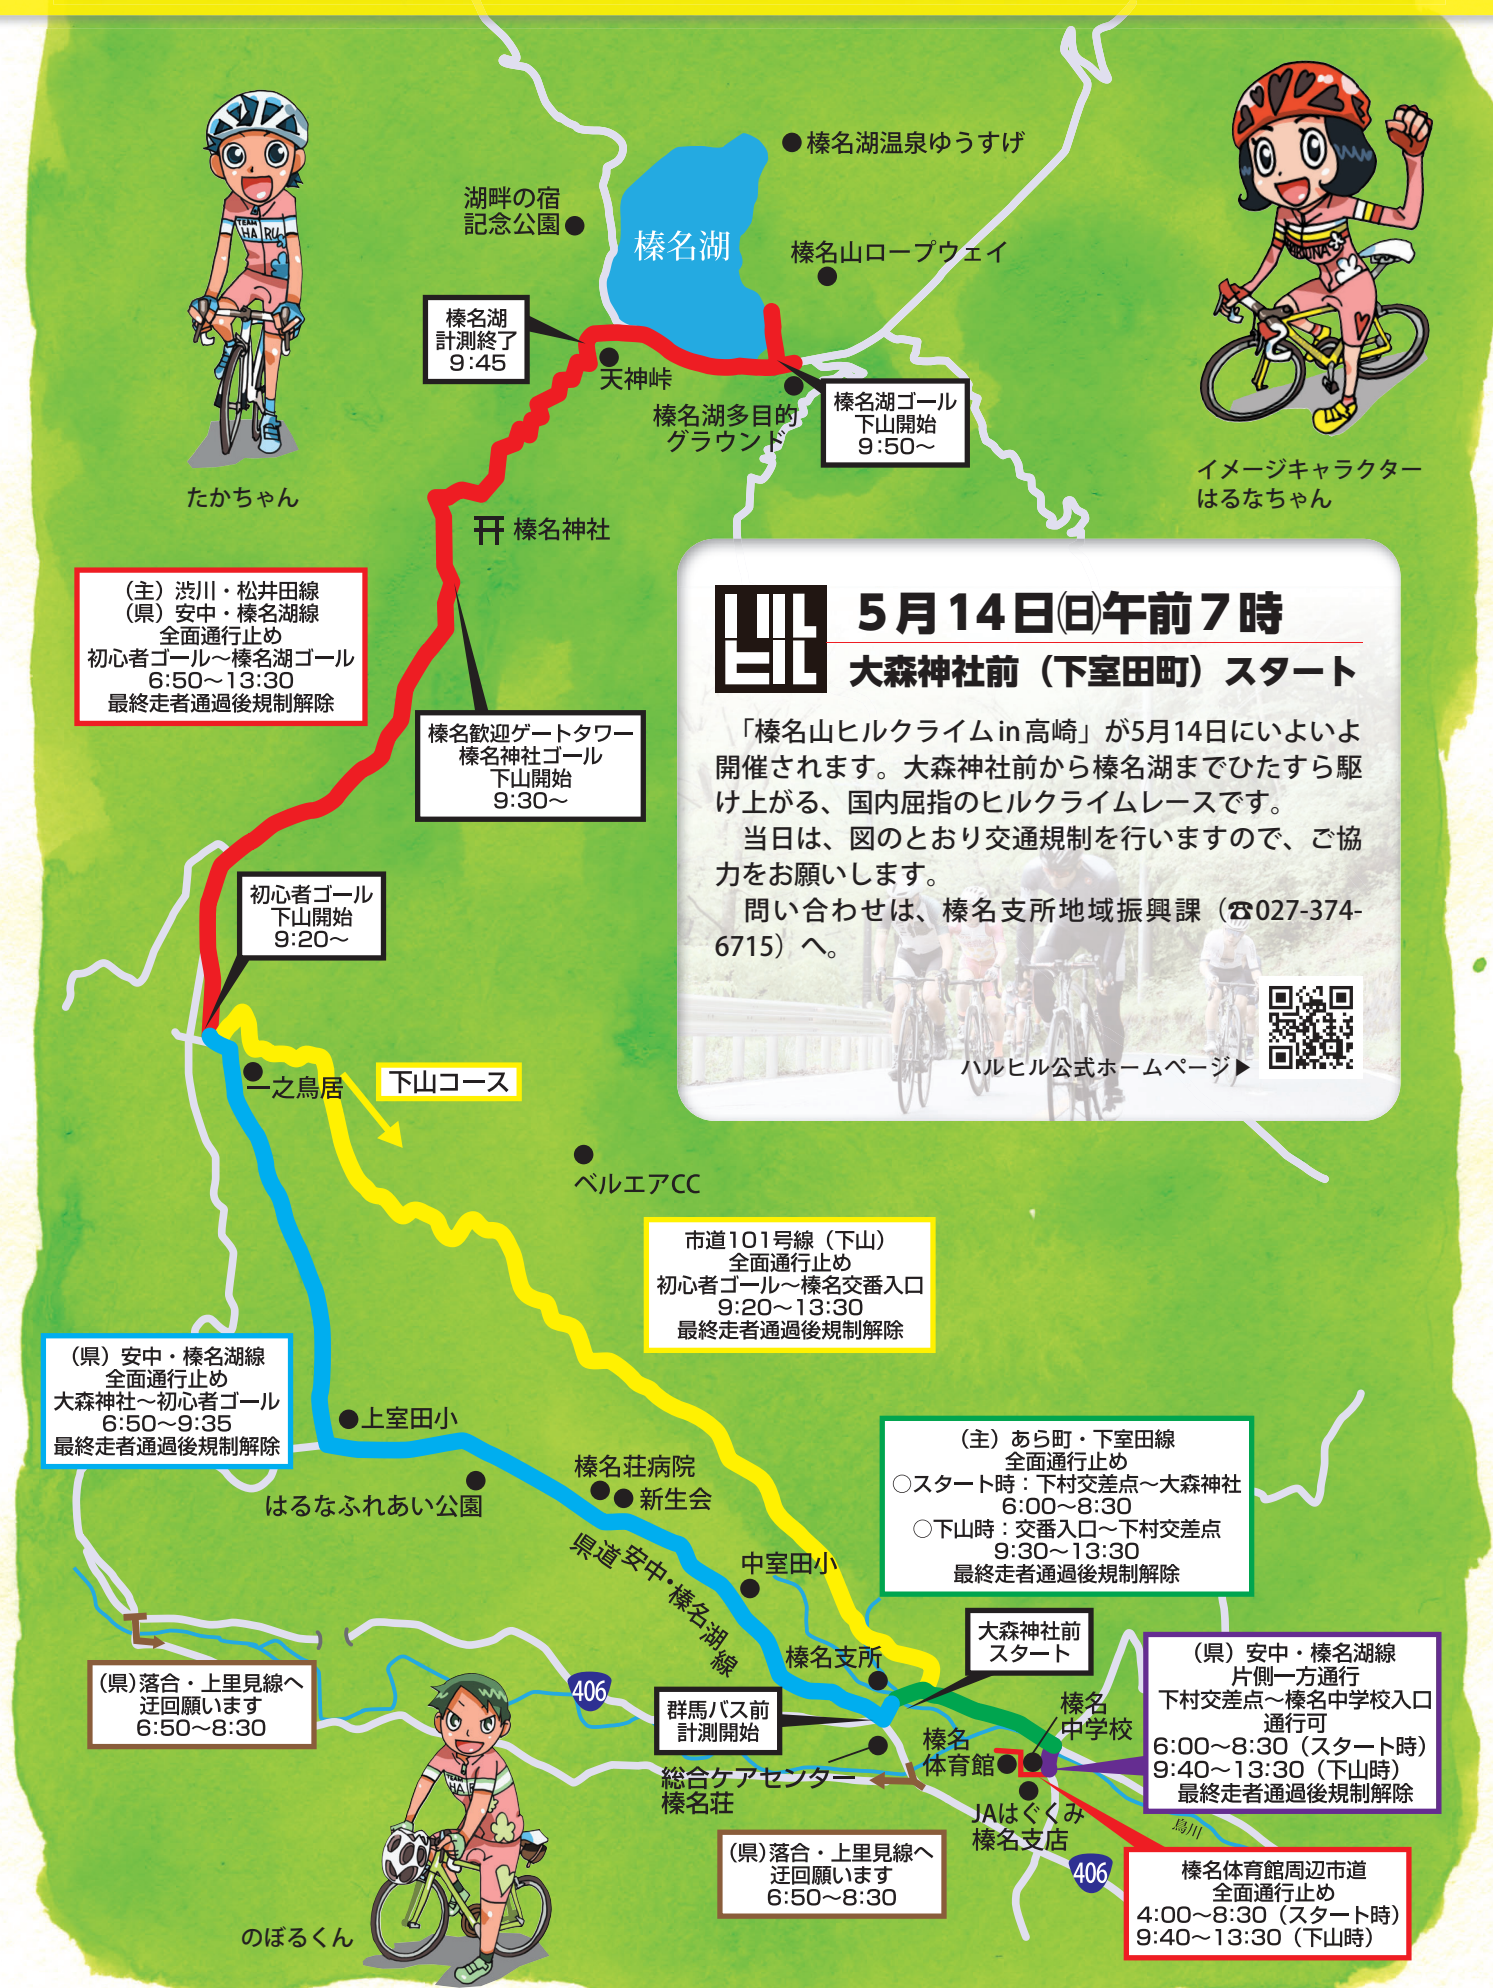 榛名湖温泉ゆうすげ
湖畔の宿
記念公園
榛名湖
榛名山ロープウェイ
TEAM
HARU
榛名湖
計測終了
9:45
天神峠
榛名湖多目的
グラウンド
榛名湖ゴール
下山開始
9:50〜
たかちゃん
イメージキャラクター
はるなちゃん
榛名神社
(主)渋川・松井田線
(県)安中・榛名湖線
全面通行止め
初心者ゴール〜榛名湖ゴール
6:50〜13:30
最終走者通過後規制解除
5月14日㈰午前7時
大森神社前(下室田町)スタート
榛名歓迎ゲートタワー
榛名神社ゴール
下山開始
9:30〜
「榛名山ヒルクライムin高崎」が5月14日にいよいよ
開催されます。大森神社前から榛名湖までひたすら駆
け上がる、国内屈指のヒルクライムレースです。
当日は、図のとおり交通規制を行いますので、ご協
力をお願いします。
問い合わせは、榛名支所地域振興課(☎027-374-
6715)へ。
ハルヒル公式ホームページ▶
初心者ゴール
下山開始
9:20〜
一之鳥居
下山コース
ベルエアCC
市道101号線(下山)
全面通行止め
初心者ゴール〜榛名交番入口
9:20〜13:30
最終走者通過後規制解除
(県)安中・榛名湖線
全面通行止め
大森神社〜初心者ゴール
6:50〜9:35
最終走者通過後規制解除
上室田小
はるなふれあい公園
榛名荘病院
新生会
県道安中・榛名湖線
中室田小
(主)あら町・下室田線
全面通行止め
○スタート時:下村交差点〜大森神社
6:00〜8:30
○下山時:交番入口〜下村交差点
9:30〜13:30
最終走者通過後規制解除
大森神社前
スタート
榛名支所
群馬バス前
計測開始
406
総合ケアセンター
榛名荘
榛名
体育館
榛名
中学校
JAはぐくみ
榛名支店
烏川
406
(県)安中・榛名湖線
片側一方通行
下村交差点〜榛名中学校入口
通行可
6:00〜8:30(スタート時)
9:40〜13:30(下山時)
最終走者通過後規制解除
(県)落合・上里見線へ
迂回願います
6:50〜8:30
TEAM
HA
(県)落合・上里見線へ
迂回願います
6:50〜8:30
榛名体育館周辺市道
全面通行止め
4:00〜8:30(スタート時)
9:40〜13:30(下山時)
のぼるくん